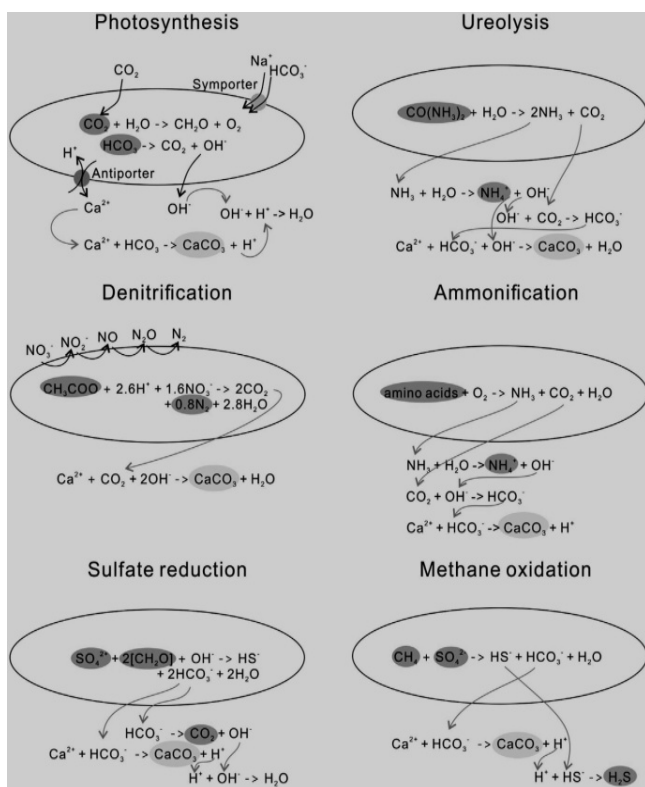 Photosynthesis
CO₂
Na⁺
HCO₃⁻
Symporter
CO₂ + H₂O -> CH₂O + O₂
HCO₃⁻ -> CO₂ + OH⁻
H⁺
Antiporter
Ca²⁺
OH⁻
OH⁻ + H⁺ -> H₂O
Ca²⁺ + HCO₃⁻ -> CaCO₃ + H⁺
Ureolysis
CO(NH₃)₂ + H₂O -> 2NH₃ + CO₂
NH₃ + H₂O -> NH₄⁺ + OH⁻
OH⁻ + CO₂ -> HCO₃⁻
Ca²⁺ + HCO₃⁻ + OH⁻ -> CaCO₃ + H₂O
Denitrification
NO₃⁻ NO₂⁻ NO N₂O N₂
CH₃COO⁻ + 2.6H⁺ + 1.6NO₃⁻ -> 2CO₂
+ 0.8N₂ + 2.8H₂O
Ca²⁺ + CO₂ + 2OH⁻ -> CaCO₃ + H₂O
Ammonification
amino acids + O₂ -> NH₃ + CO₂ + H₂O
NH₃ + H₂O -> NH₄⁺ + OH⁻
CO₂ + OH⁻ -> HCO₃⁻
Ca²⁺ + HCO₃⁻ -> CaCO₃ + H⁺
Sulfate reduction
SO₄²⁺ + 2[CH₂O] + OH⁻ -> HS⁻
+ 2HCO₃⁻ + 2H₂O
HCO₃⁻ -> CO₂ + OH⁻
Ca²⁺ + HCO₃⁻ -> CaCO₃ + H⁺
H⁺ + OH⁻ -> H₂O
Methane oxidation
CH₄ + SO₄²⁻ -> HS⁻ + HCO₃⁻ + H₂O
Ca²⁺ + HCO₃⁻ -> CaCO₃ + H⁺
H⁺ + HS⁻ -> H₂S